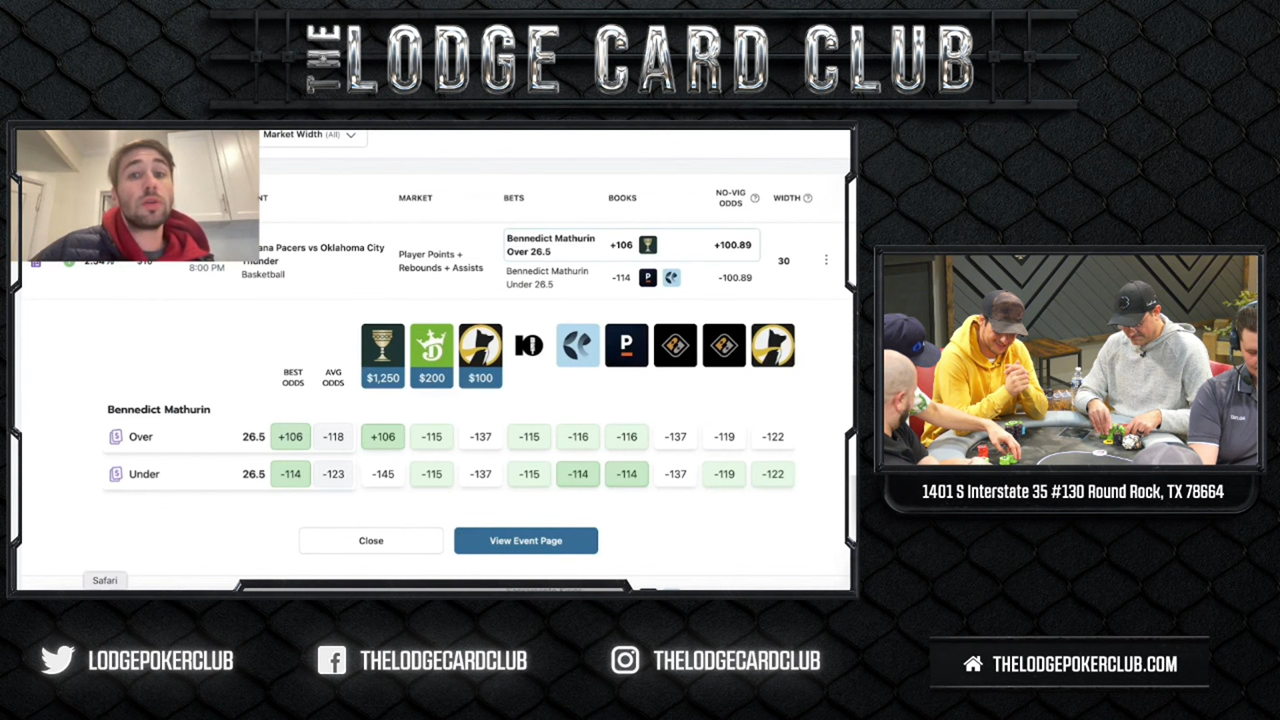 THE LODGE CARD CLUB
Market Width (All)
NT MARKET BETS BOOKS NO-VIG ODDS ? WIDTH ?
ana Pacers vs Oklahoma City
Thunder
Basketball
8:00 PM
Player Points +
Rebounds + Assists
Bennedict Mathurin
Over 26.5
+106 +100.89
Bennedict Mathurin
Under 26.5
-114 P -100.89
30
BEST
ODDS
AVG
ODDS
$1,250 $200 $100 P
Bennedict Mathurin
Over 26.5 +106 -118 +106 -115 -137 -115 -116 -116 -137 -119 -122
Under 26.5 -114 -123 -145 -115 -137 -115 -114 -114 -137 -119 -122
Close View Event Page
Safari
1401 S Interstate 35 #130 Round Rock, TX 78664
LODGEPOKERCLUB THELODGECARDCLUB THELODGECARDCLUB THELODGEPOKERCLUB.COM